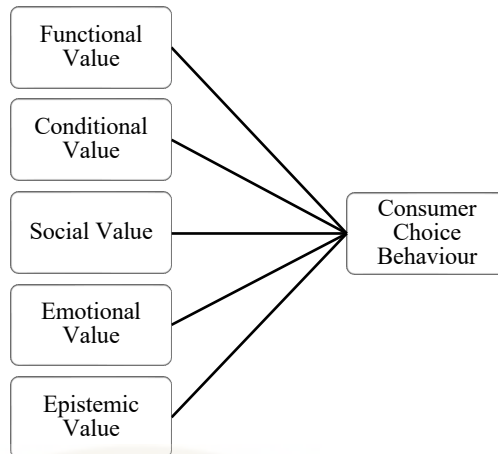 Functional
Value
Conditional
Value
Social Value
Emotional
Value
Epistemic
Value
Consumer
Choice
Behaviour